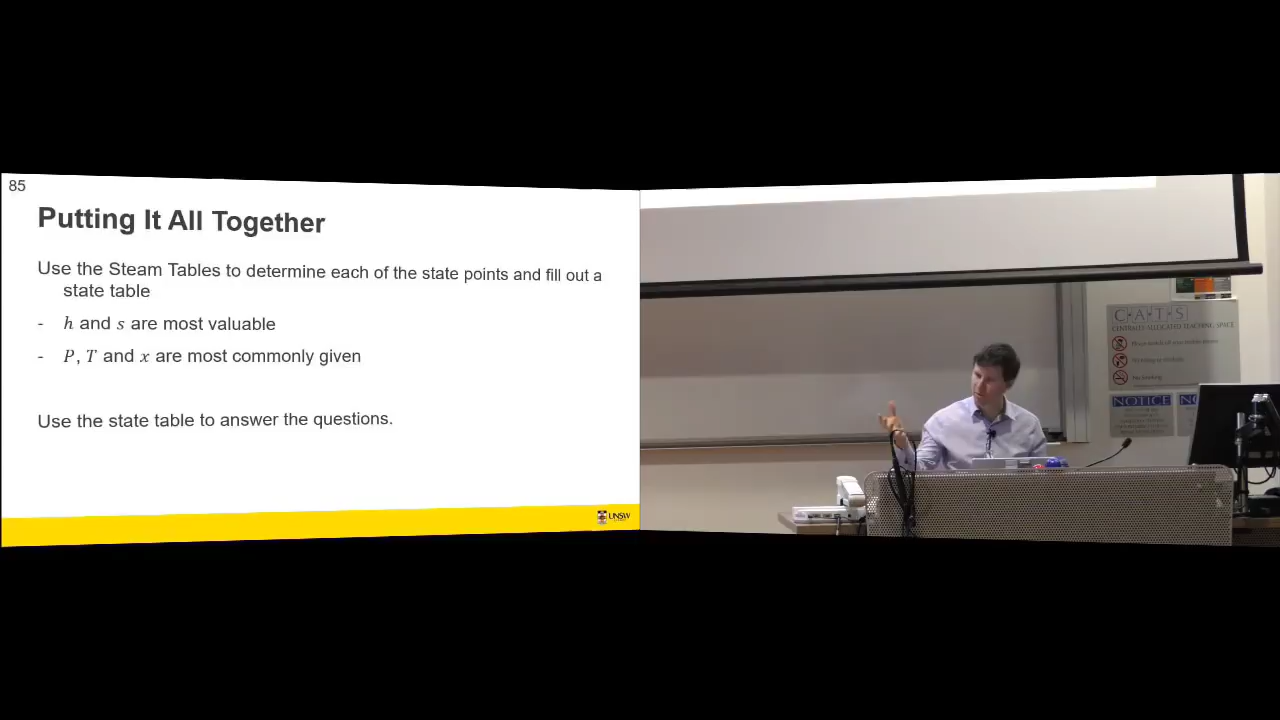 85
Putting It All Together
Use the Steam Tables to determine each of the state points and fill out a
state table
- h and s are most valuable
- P, T and x are most commonly given
Use the state table to answer the questions.
UNSW
C·A·T·S
CENTRALLY ALLOCATED TEACHING SPACE
NOTICE